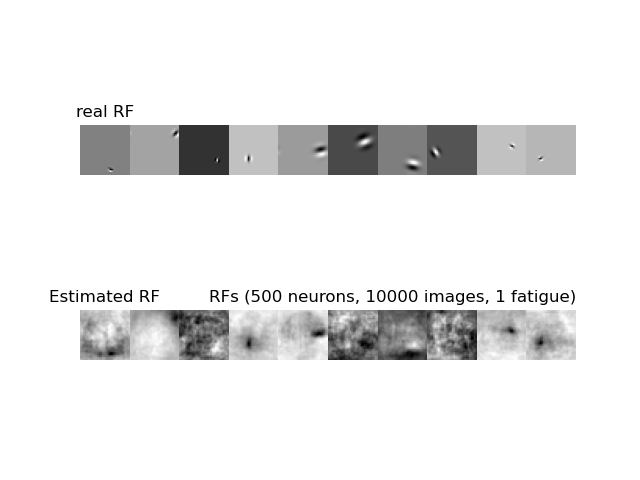 real RF
Estimated RF
RFs (500 neurons, 10000 images, 1 fatigue)